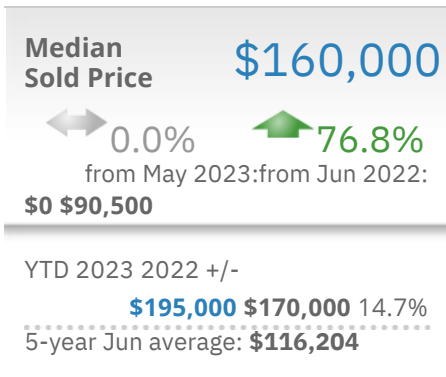 Median
Sold Price
$160,000
0.0%
76.8%
from May 2023:from Jun 2022:
$0 $90,500
YTD 2023 2022 +/-
$195,000 $170,000 14.7%
5-year Jun average: $116,204